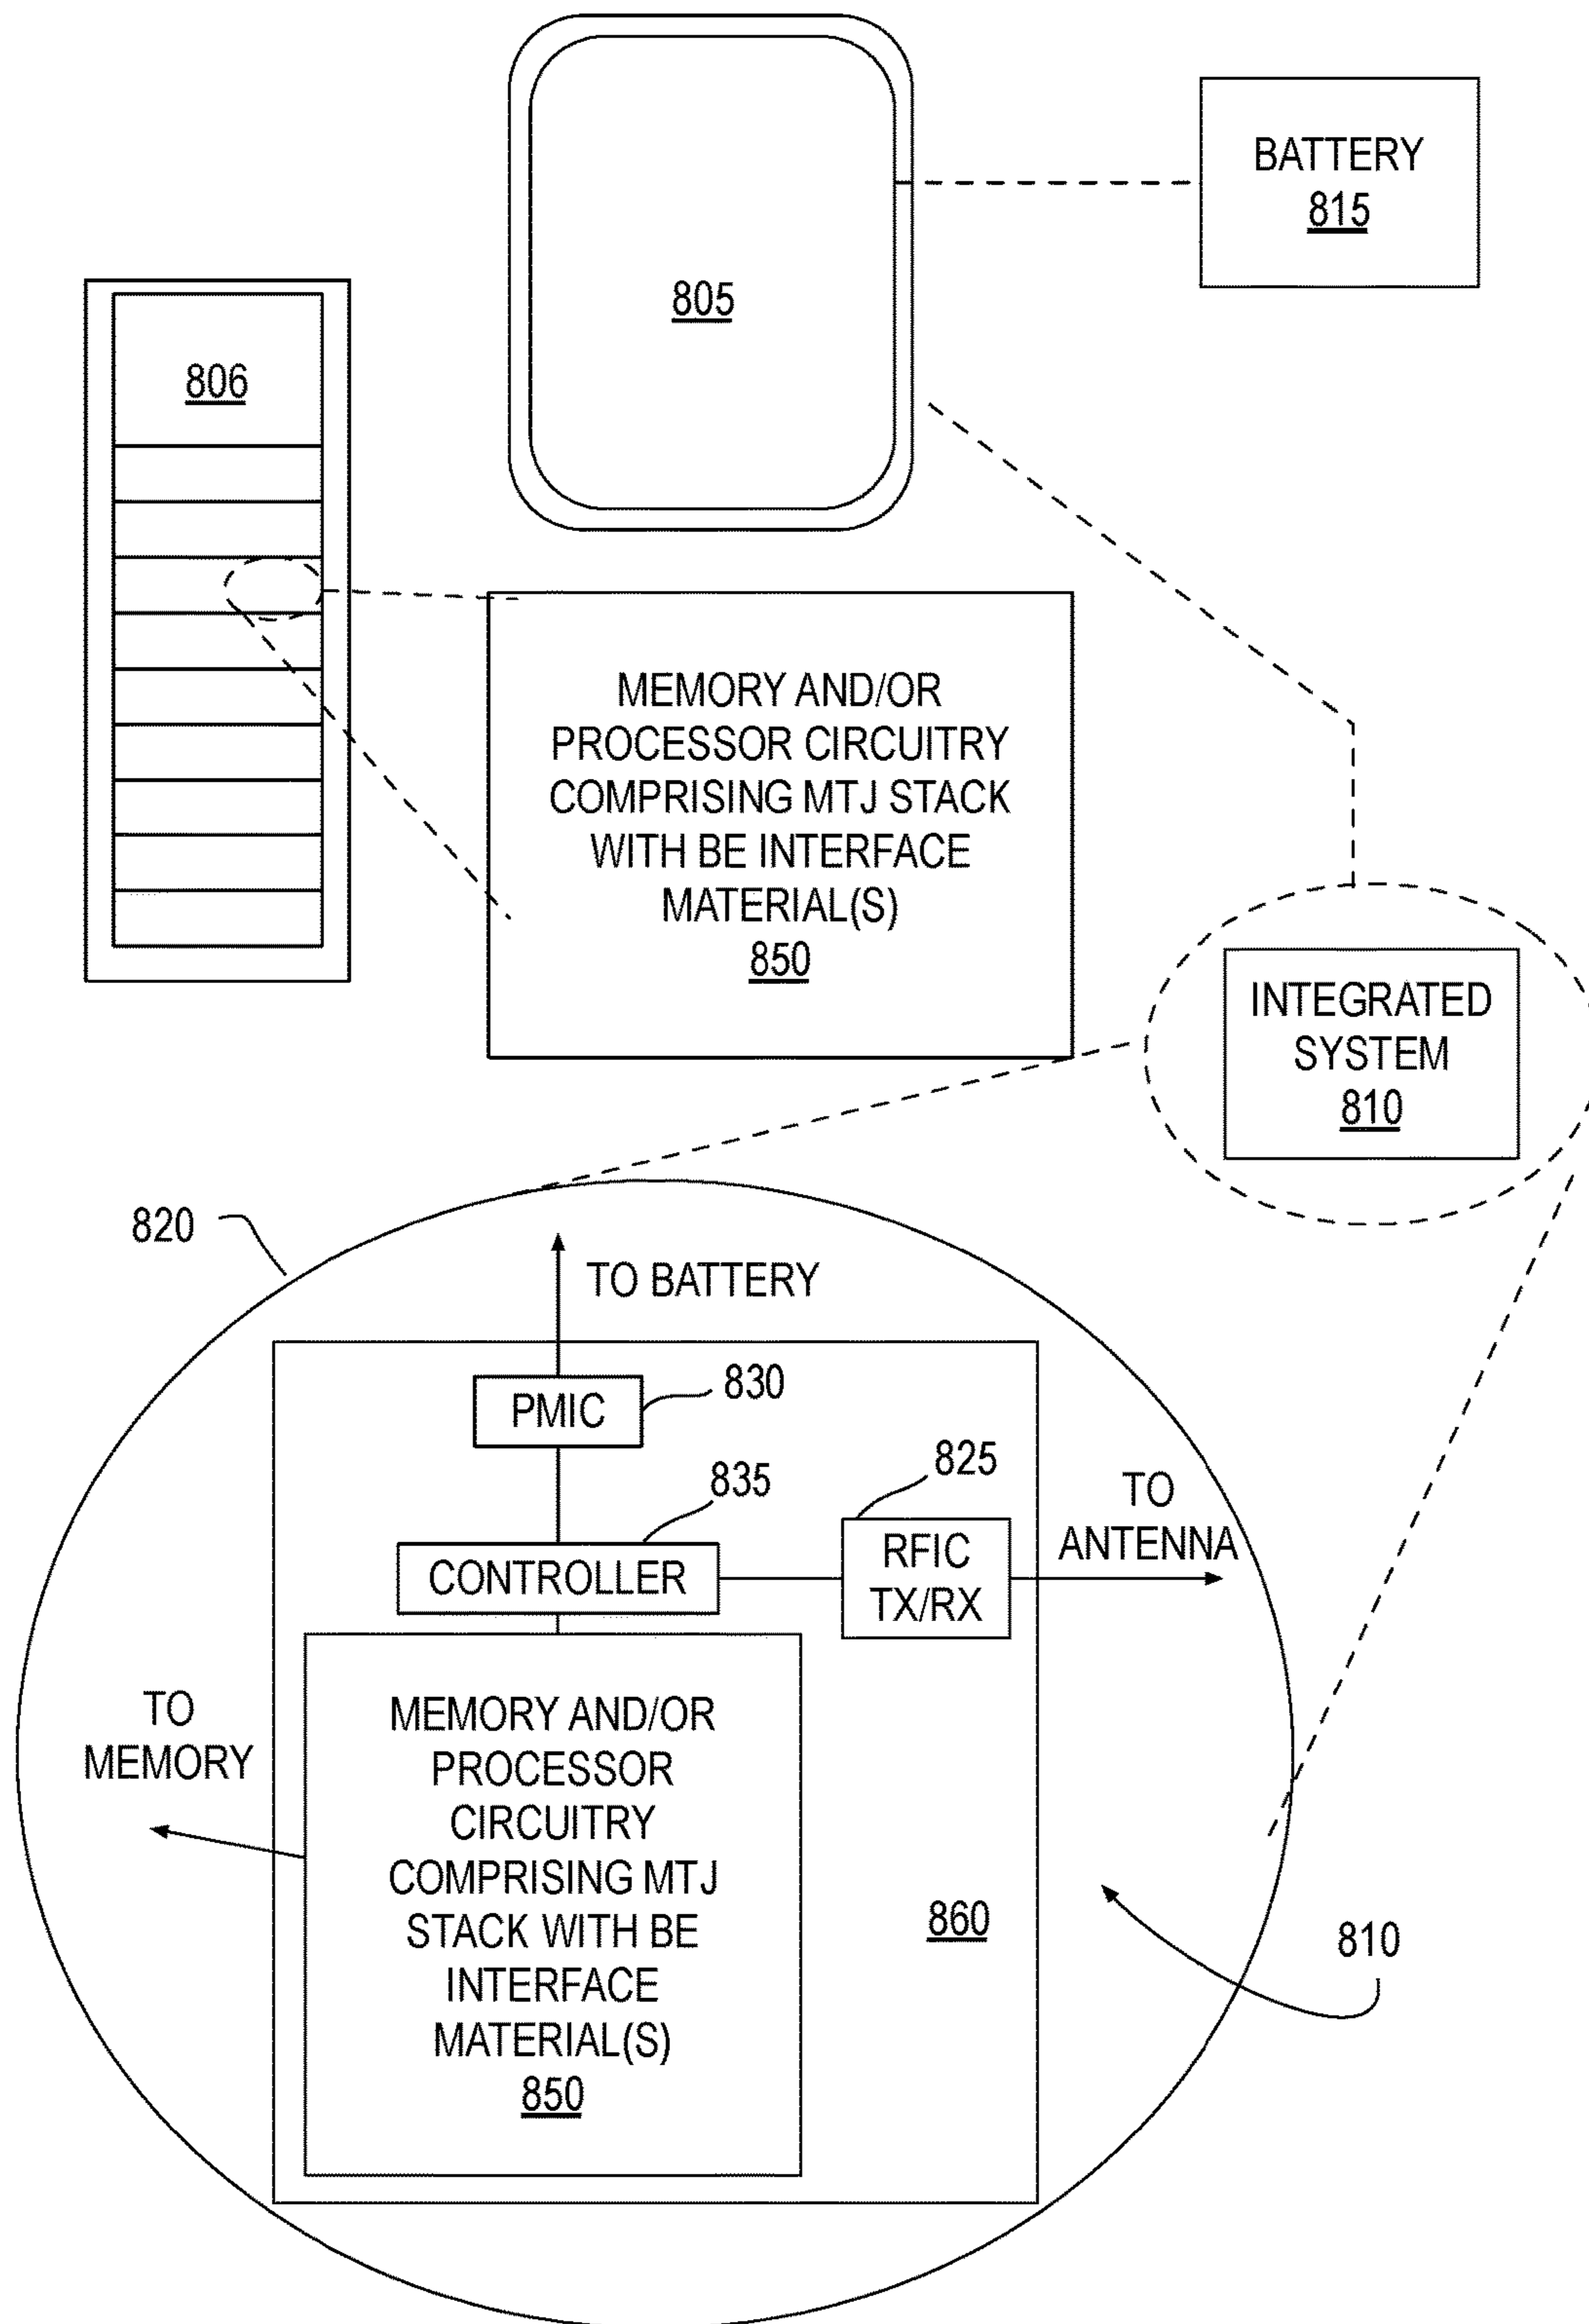 BATTERY
815
805
806
MEMORY AND/OR
PROCESSOR CIRCUITRY
COMPRISING MTJ STACK
WITH BE INTERFACE
MATERIAL(S)
850
INTEGRATED
SYSTEM
810
820
TO BATTERY
PMIC
830
835
825
CONTROLLER
RFIC
TX/RX
TO
ANTENNA
TO
MEMORY
MEMORY AND/OR
PROCESSOR
CIRCUITRY
COMPRISING MTJ
STACK WITH BE
INTERFACE
MATERIAL(S)
850
860
810